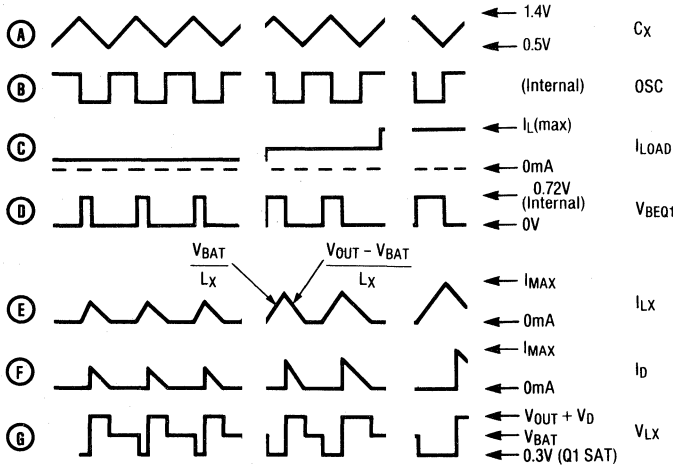 A
1.4V
0.5V
CX
B
(Internal)
OSC
C
IL(max)
0mA
ILOAD
D
0.72V
(Internal)
0V
VBEQ1
VBAT
LX
VOUT – VBAT
LX
E
IMAX
0mA
ILX
F
IMAX
0mA
ID
G
VOUT + VD
VBAT
0.3V (Q1 SAT)
VLX